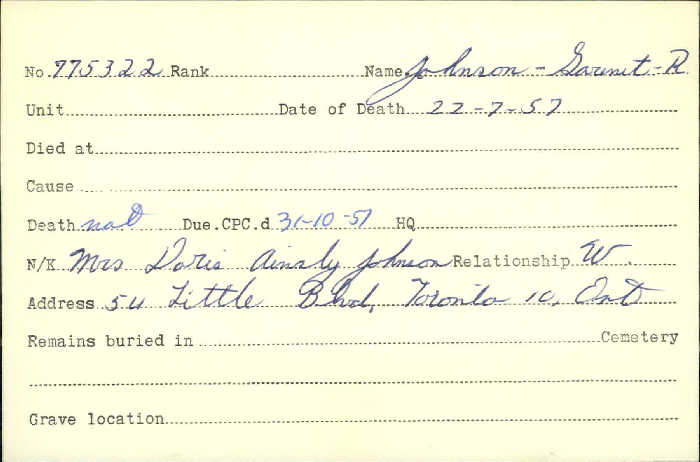 No. 775322 Rank Name. Johnson - Garnet - R.
Unit Date of Death 22-7-57
Died at
Cause
Death not Due.CPC.d 31-10-57 HQ
N/K Mrs Doris Ainsly Johnson Relationship W.
Address 54 Little Blvd, Toronto 10, Ont
Remains buried in Cemetery
Grave location